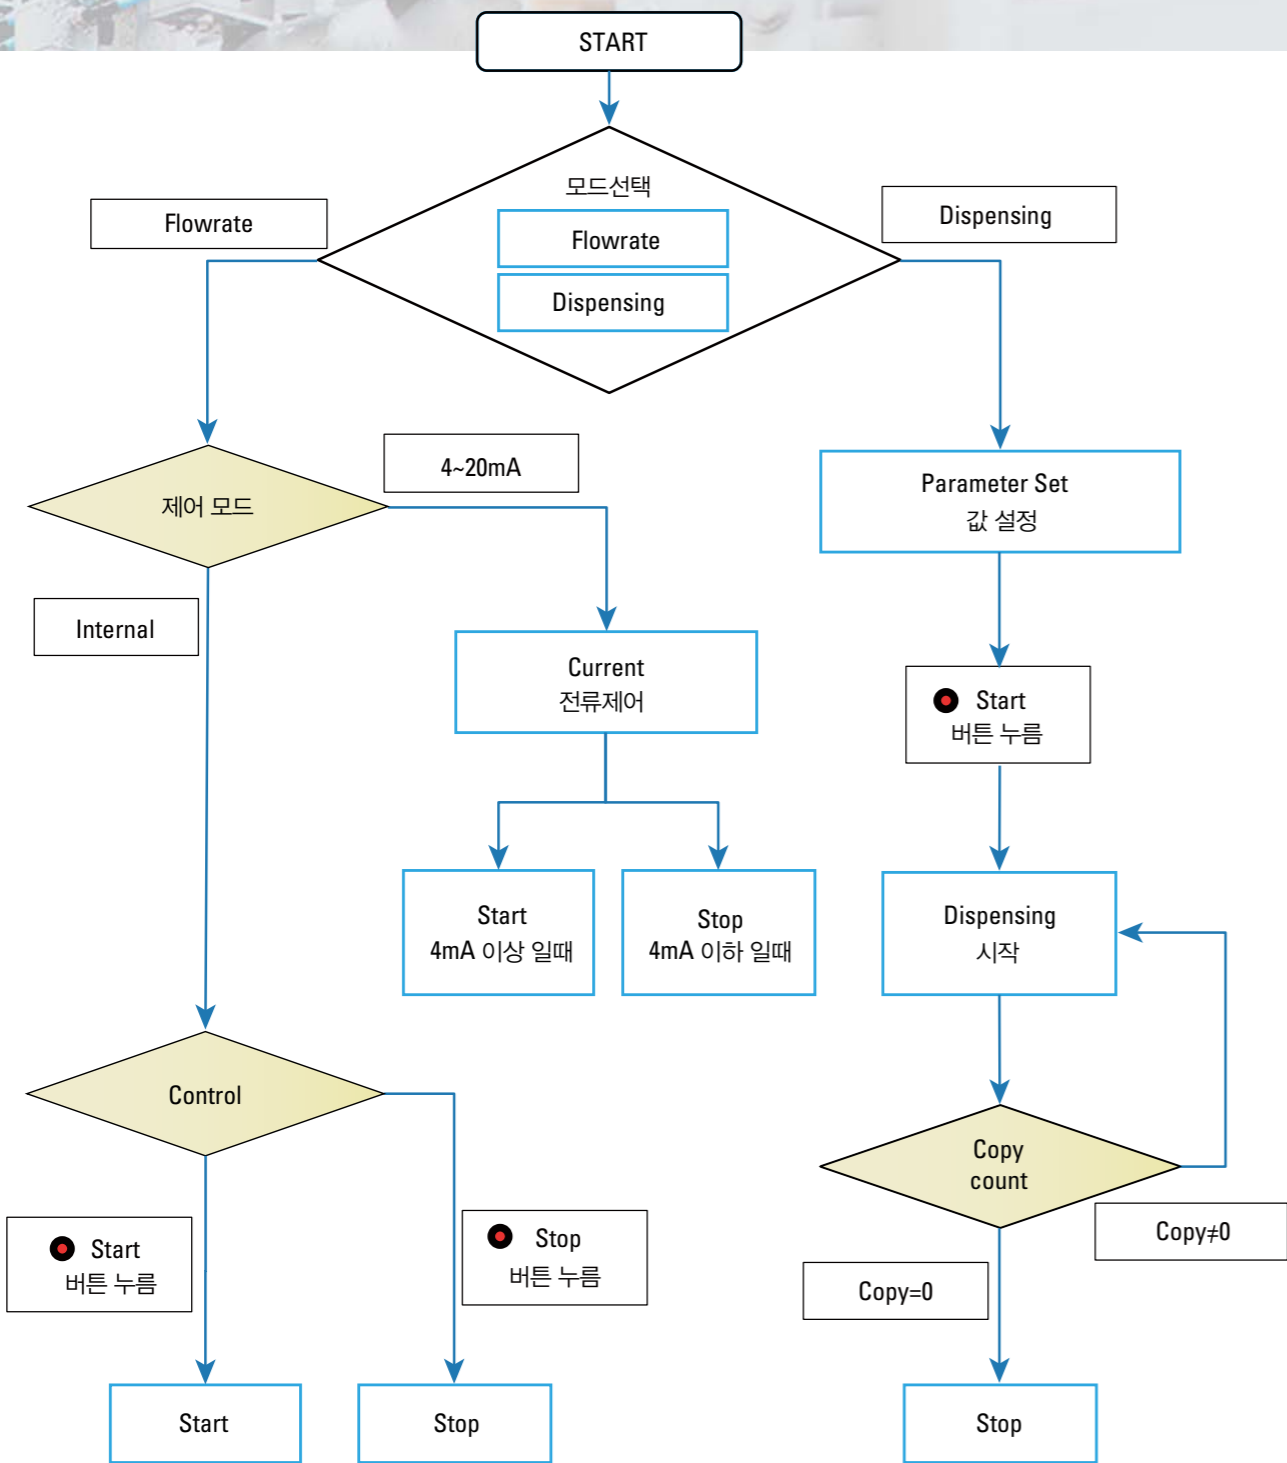 START
모드선택
Flowrate
Dispensing
Flowrate
Dispensing
제어 모드
4~20mA
Internal
Current
전류제어
Start
4mA 이상 일때
Stop
4mA 이하 일때
Control
Start
버튼 누름
Stop
버튼 누름
Start
Stop
Parameter Set
값 설정
Start
버튼 누름
Dispensing
시작
Copy
count
Copy≠0
Copy=0
Stop